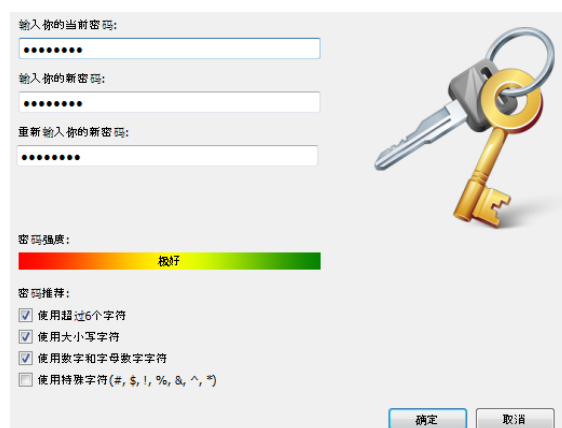 输入你的当前密码:
●●●●●●●●
输入你的新密码:
●●●●●●●●
重新输入你的新密码:
●●●●●●●●
密码强度:
极好
密码推荐:
使用超过6个字符
使用大小写字符
使用数字和字母数字字符
使用特殊字符(#, $, !, %, &, ^, *)
确定 取消